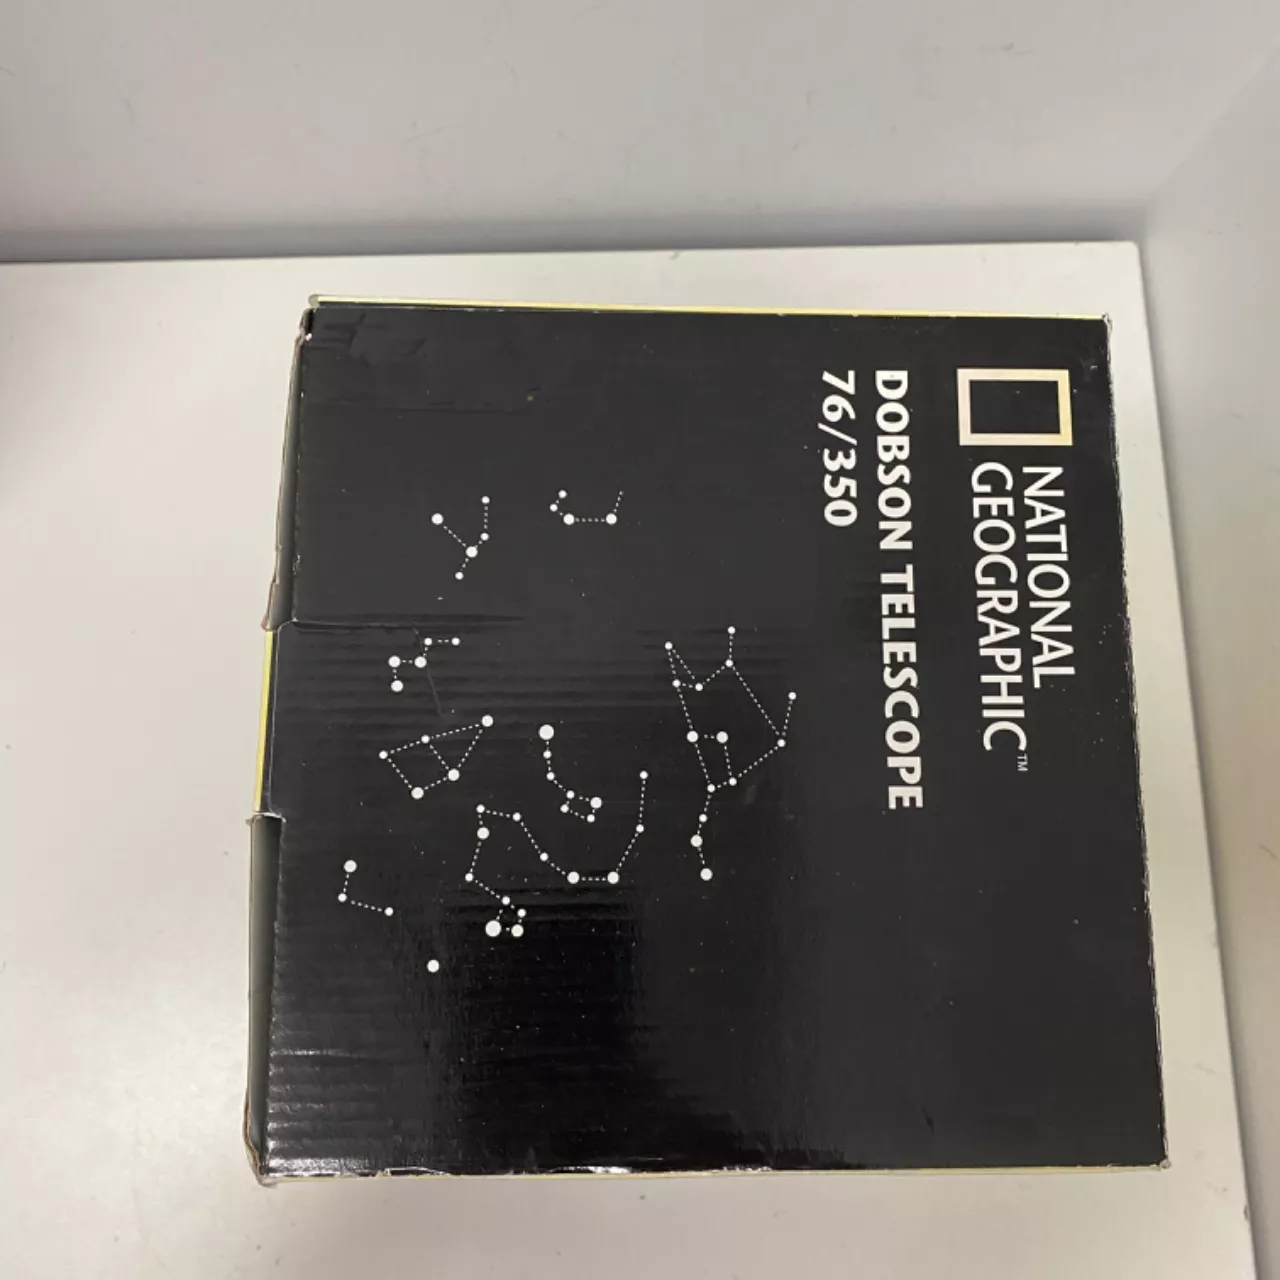 NATIONAL
GEOGRAPHIC™
DOBSON TELESCOPE
76/350